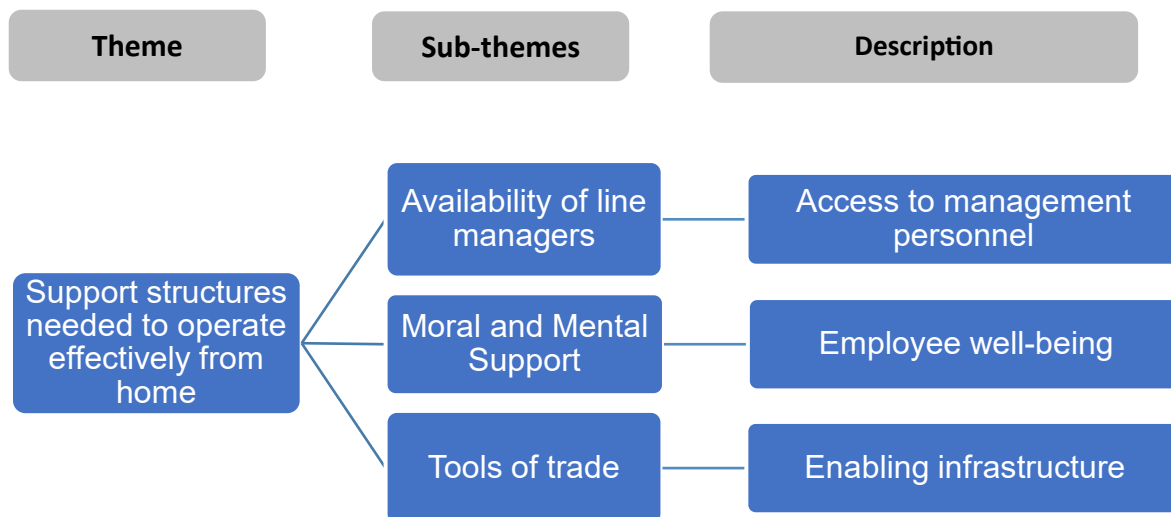 Theme
Sub-themes
Description
Support structures
needed to operate
effectively from
home
Availability of line
managers
Access to management
personnel
Moral and Mental
Support
Employee well-being
Tools of trade
Enabling infrastructure